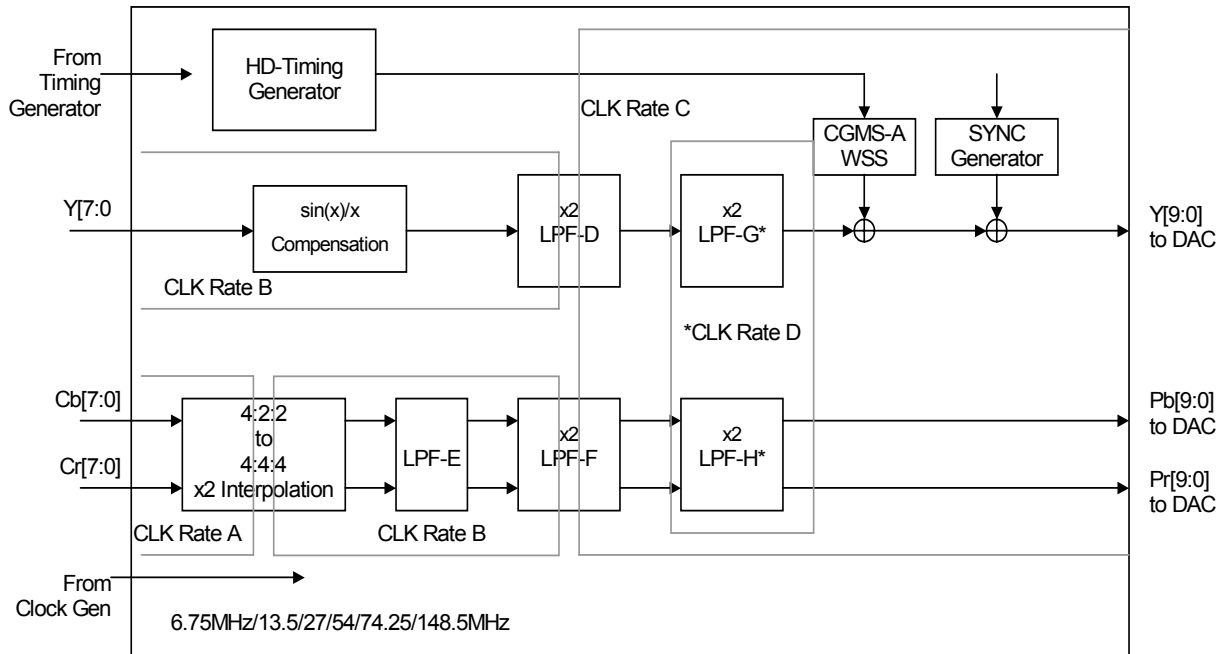 From
Timing
Generator
HD-Timing
Generator
CLK Rate C
CGMS-A
WSS
SYNC
Generator
Y[7:0
sin(x)/x
Compensation
x2
LPF-D
x2
LPF-G*
Y[9:0]
to DAC
CLK Rate B
*CLK Rate D
Cb[7:0]
Cr[7:0]
4:2:2
to
4:4:4
x2 Interpolation
LPF-E
x2
LPF-F
x2
LPF-H*
Pb[9:0]
to DAC
Pr[9:0]
to DAC
CLK Rate A
CLK Rate B
From
Clock Gen
6.75MHz/13.5/27/54/74.25/148.5MHz